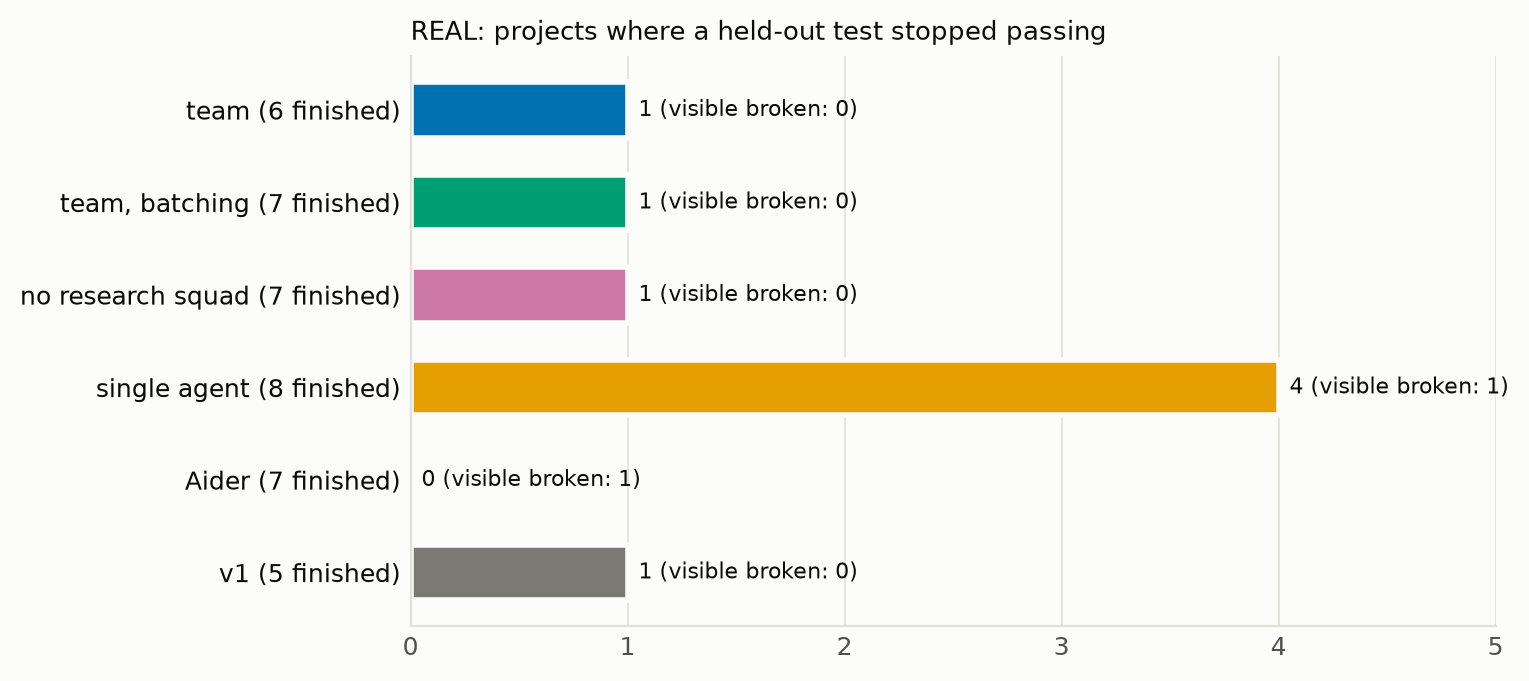 REAL: projects where a held-out test stopped passing
team (6 finished) 1 (visible broken: 0)
team, batching (7 finished) 1 (visible broken: 0)
no research squad (7 finished) 1 (visible broken: 0)
single agent (8 finished) 4 (visible broken: 1)
Aider (7 finished) 0 (visible broken: 1)
v1 (5 finished) 1 (visible broken: 0)
0 1 2 3 4 5